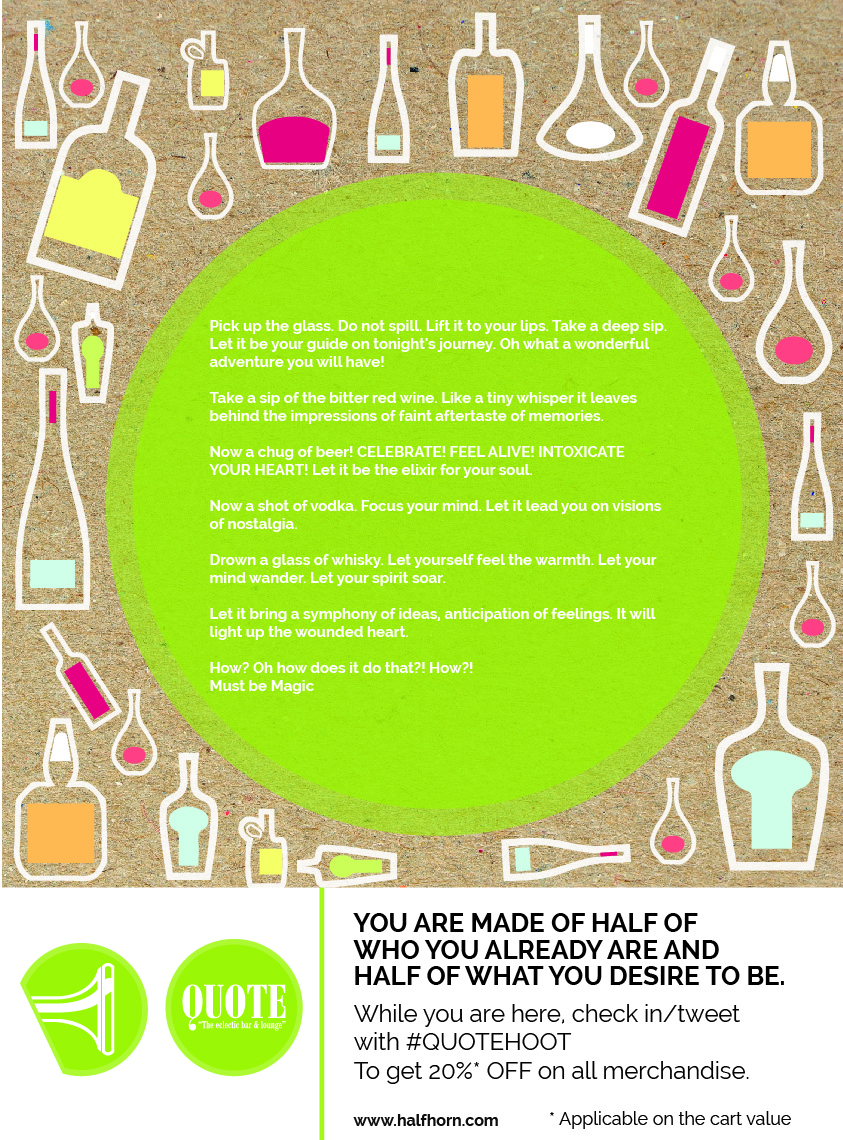 Pick up the glass. Do not spill. Lift it to your lips. Take a deep sip.
Let it be your guide on tonight's journey. Oh what a wonderful
adventure you will have!
Take a sip of the bitter red wine. Like a tiny whisper it leaves
behind the impressions of faint aftertaste of memories.
Now a chug of beer! CELEBRATE! FEEL ALIVE! INTOXICATE
YOUR HEART! Let it be the elixir for your soul.
Now a shot of vodka. Focus your mind. Let it lead you on visions
of nostalgia.
Drown a glass of whisky. Let yourself feel the warmth. Let your
mind wander. Let your spirit soar.
Let it bring a symphony of ideas, anticipation of feelings. It will
light up the wounded heart.
How? Oh how does it do that?! How?!
Must be Magic
QUOTE
"The eclectic bar & lounge"
YOU ARE MADE OF HALF OF
WHO YOU ALREADY ARE AND
HALF OF WHAT YOU DESIRE TO BE.
While you are here, check in/tweet
with #QUOTEHOOT
To get 20%* OFF on all merchandise.
www.halfhorn.com
* Applicable on the cart value